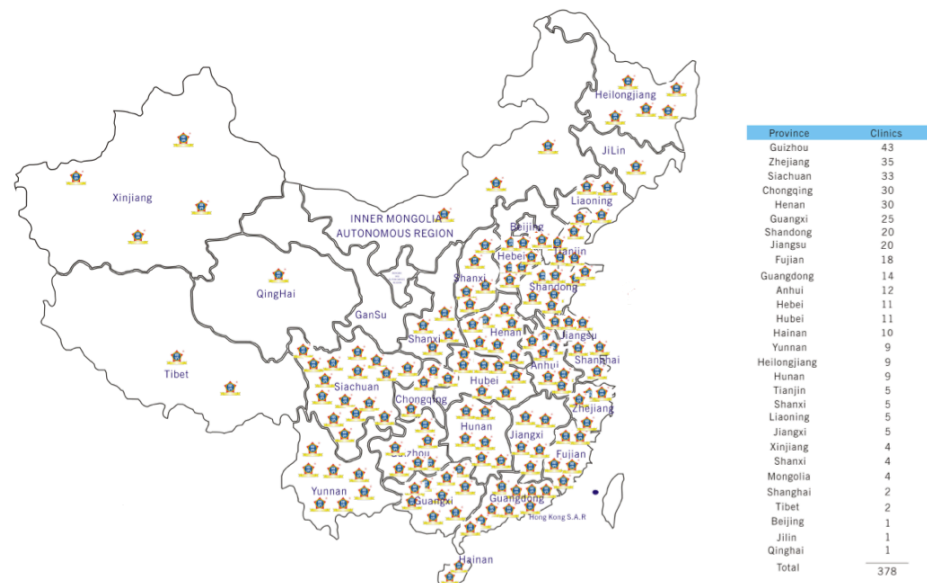 Heilongjiang
JiLin
Xinjiang
Liaoning
INNER MONGOLIA
AUTONOMOUS REGION
Beijing
Tianjin
Hebei
Shanxi
QingHai
Shandong
GanSu
Henan
Jiangsu
Shanxi
Shanghai
Tibet
Anhui
Siachuan
Hubei
Chongqing
Zhejiang
Hunan
Jiangxi
Fujian
Yunnan
Guangxi
Guangdong
Hong Kong S.A.R
Hainan
Province Clinics
Guizhou 43
Zhejiang 35
Siachuan 33
Chongqing 30
Henan 30
Guangxi 25
Shandong 20
Jiangsu 20
Fujian 18
Guangdong 14
Anhui 12
Hebei 11
Hubei 11
Hainan 10
Yunnan 9
Heilongjiang 9
Hunan 9
Tianjin 5
Shanxi 5
Liaoning 5
Jiangxi 5
Xinjiang 4
Shanxi 4
Mongolia 4
Shanghai 2
Tibet 2
Beijing 1
Jilin 1
Qinghai 1
Total 378